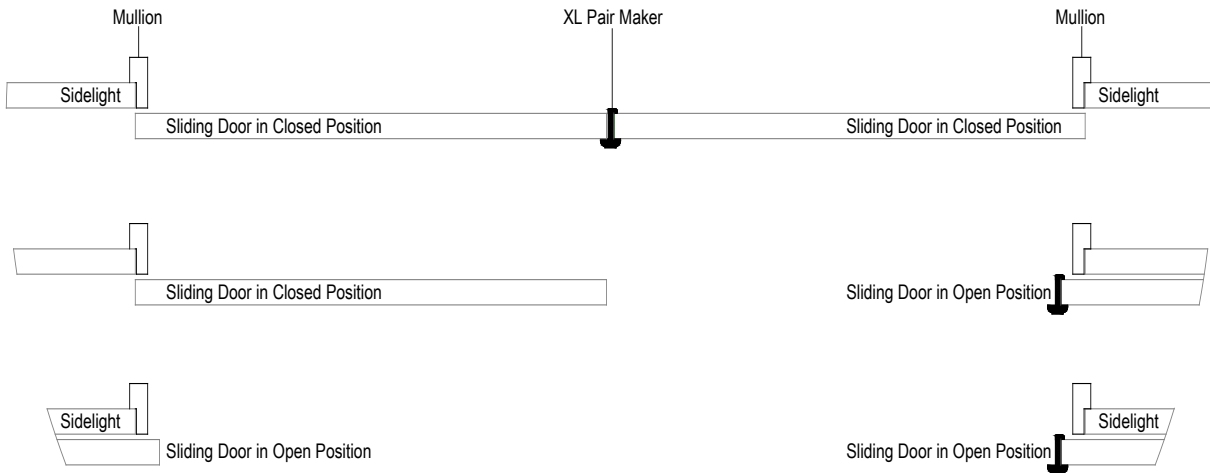 Mullion
XL Pair Maker
Mullion
Sidelight
Sidelight
Sliding Door in Closed Position
Sliding Door in Closed Position
Sliding Door in Closed Position
Sliding Door in Open Position
Sidelight
Sidelight
Sliding Door in Open Position
Sliding Door in Open Position